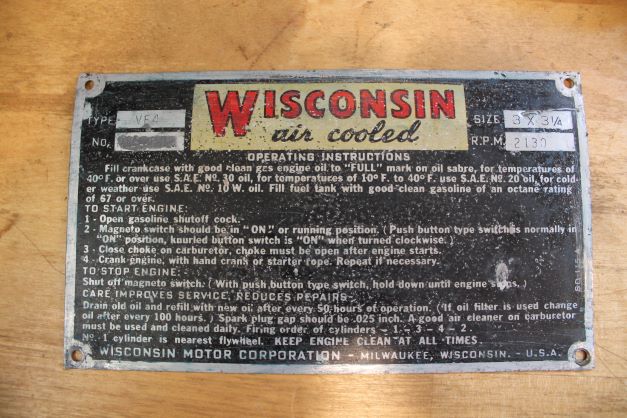 WISCONSIN
air cooled
TYPE VE4
SIZE 3 X 3¼
No.
R.P.M. 2130
OPERATING INSTRUCTIONS
Fill crankcase with good clean gas engine oil to "FULL" mark on oil sabre, for temperatures of
40° F. or over use S.A.E. No. 30 oil, for temperatures of 10° F. to 40° F. use S.A.E. No. 20 oil, for cold-
er weather use S.A.E. No. 10 W. oil. Fill fuel tank with good clean gasoline of an octane rating
of 67 or over.
TO START ENGINE:
1 - Open gasoline shutoff cock.
2 - Magneto switch should be in "ON" or running position. ( Push button type switch is normally in
"ON" position, knurled button switch is "ON" when turned clockwise. )
3 - Close choke on carburetor, choke must be open after engine starts.
4 - Crank engine, with hand crank or starter rope. Repeat if necessary.
TO STOP ENGINE:
Shut off magneto switch. ( With push button type switch, hold down until engine stops. )
CARE IMPROVES SERVICE, REDUCES REPAIRS
Drain old oil and refill with new oil after every 50 hours of operation. ( If oil filter is used change
oil after every 100 hours. ) Spark plug gap should be .025 inch. A good air cleaner on carburetor
must be used and cleaned daily. Firing order of cylinders - 1 - 3 - 4 - 2.
No. 1 cylinder is nearest flywheel. KEEP ENGINE CLEAN AT ALL TIMES
WISCONSIN MOTOR CORPORATION - MILWAUKEE, WISCONSIN. - U.S.A.